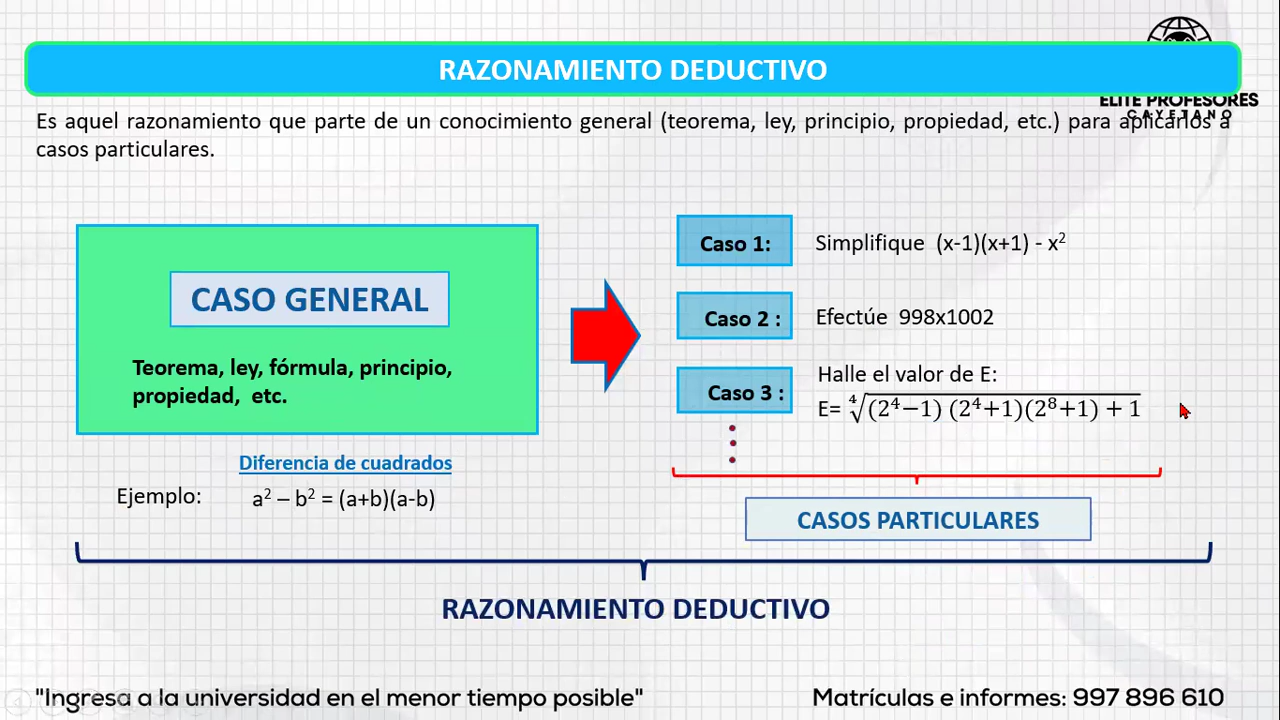 RAZONAMIENTO DEDUCTIVO
ELITE PROFESORES
CAYETANO
Es aquel razonamiento que parte de un conocimiento general (teorema, ley, principio, propiedad, etc.) para aplicarlos a
casos particulares.
CASO GENERAL
Teorema, ley, fórmula, principio,
propiedad, etc.
Diferencia de cuadrados
Ejemplo: a² – b² = (a+b)(a-b)
Caso 1: Simplifique (x-1)(x+1) - x²
Caso 2 : Efectúe 998x1002
Caso 3 : Halle el valor de E:
E= ∜(2⁴−1) (2⁴+1)(2⁸+1) + 1
CASOS PARTICULARES
RAZONAMIENTO DEDUCTIVO
"Ingresa a la universidad en el menor tiempo posible"
Matrículas e informes: 997 896 610